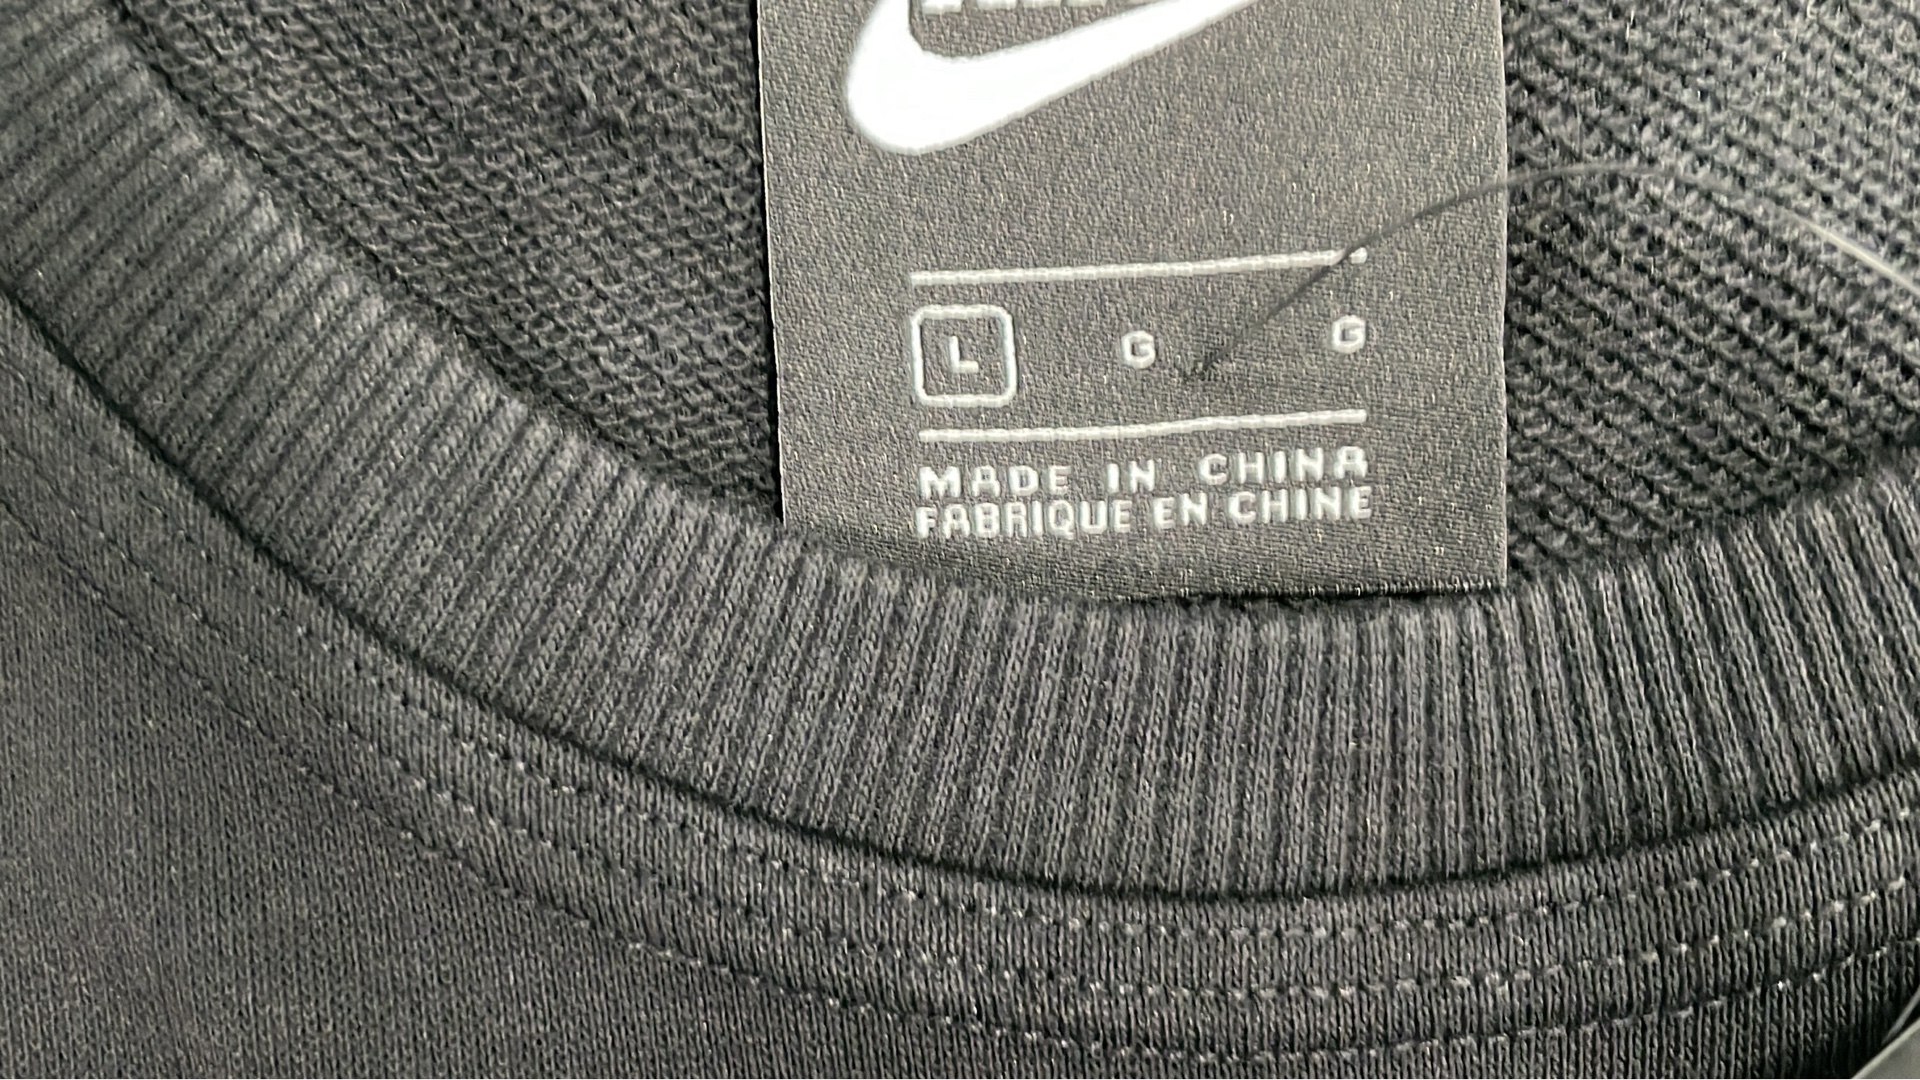 L G G
MADE IN CHINA
FABRIQUE EN CHINE